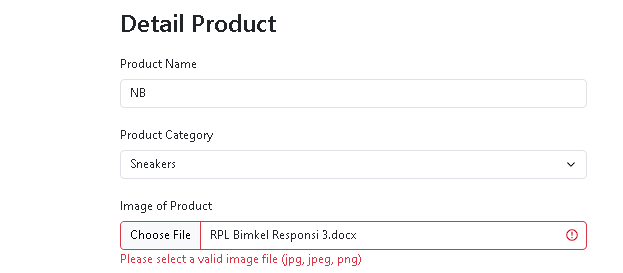 Detail Product
Product Name
NB
Product Category
Sneakers
Image of Product
Choose File RPL Bimkel Responsi 3.docx
Please select a valid image file (jpg, jpeg, png)